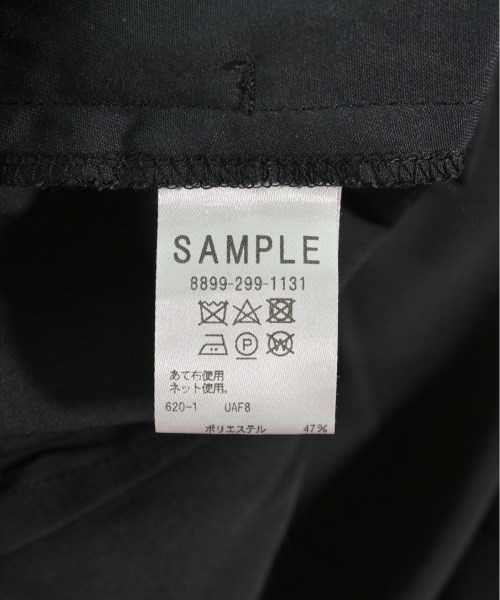 SAMPLE
8899-299-1131
P W
あて布使用
ネット使用。
620-1 UAF8
ポリエステル 47%